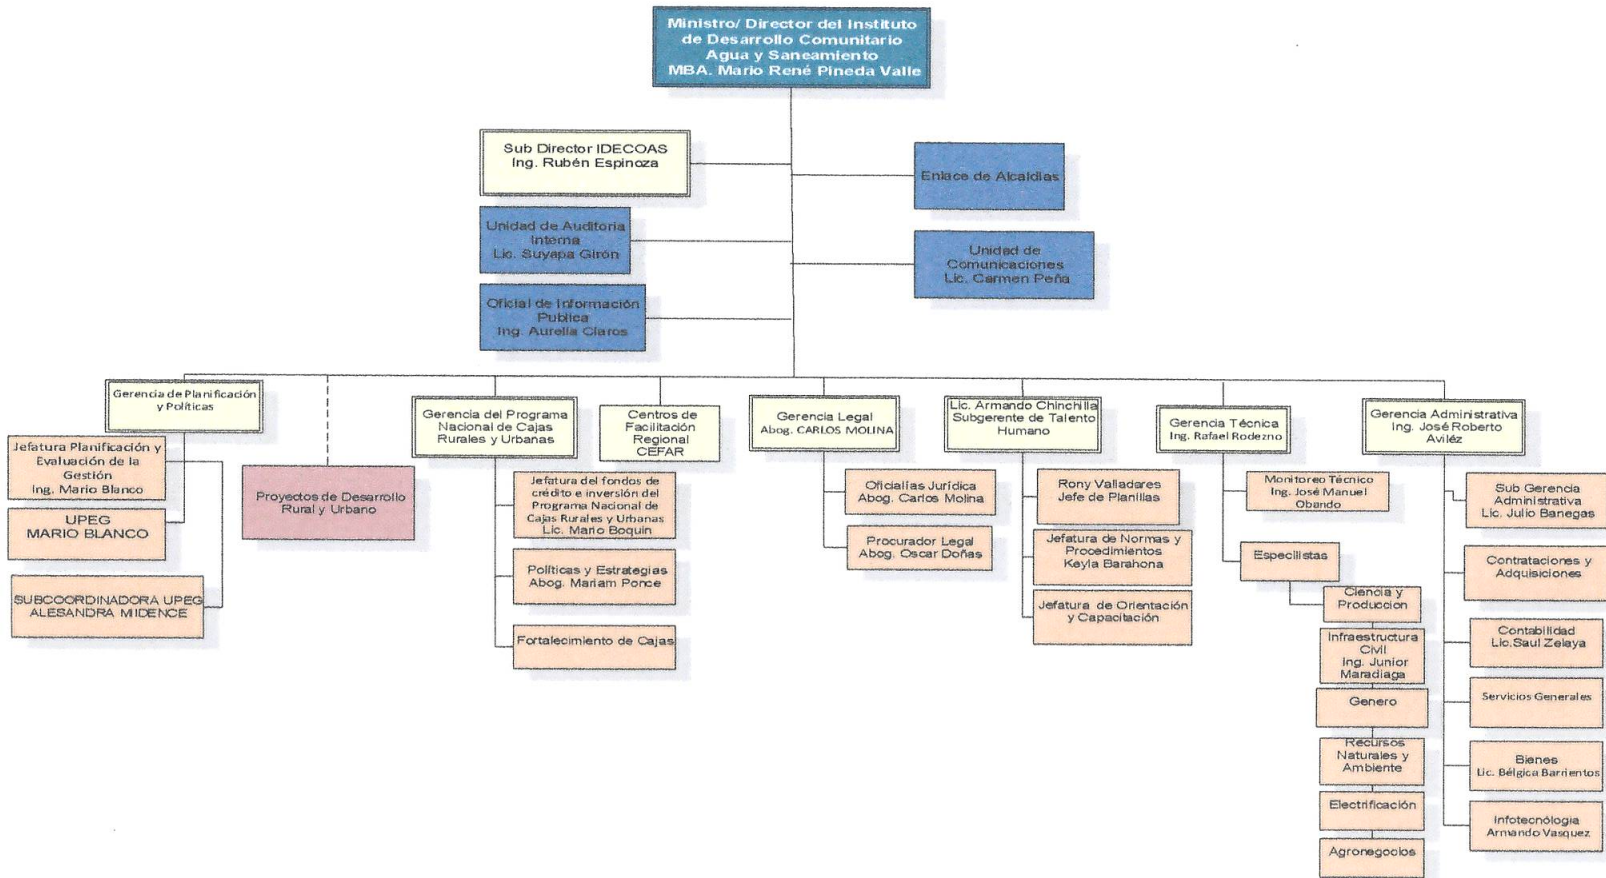 Ministro/ Director del Instituto
de Desarrollo Comunitario
Agua y Saneamiento
MBA. Mario René Pineda Valle
Sub Director IDECOAS
Ing. Rubén Espinoza
Enlace de Alcaldías
Unidad de Auditoria
Interna
Lic. Suyapa Girón
Unidad de
Comunicaciones
Lic. Carmen Peña
Oficial de Información
Publica
Ing. Aurelia Claros
Gerencia de Planificación
y Políticas
Jefatura Planificación y
Evaluación de la
Gestión
Ing. Mario Blanco
UPEG
MARIO BLANCO
SUBCOORDINADORA UPEG
ALESANDRA MIDENCE
Proyectos de Desarrollo
Rural y Urbano
Gerencia del Programa
Nacional de Cajas
Rurales y Urbanas
Jefatura del fondos de
crédito e inversión del
Programa Nacional de
Cajas Rurales y Urbanas
Lic. Mario Boquin
Políticas y Estrategias
Abog. Mariam Ponce
Fortalecimiento de Cajas
Centros de
Facilitación
Regional
CEFAR
Gerencia Legal
Abog. CARLOS MOLINA
Oficialías Jurídica
Abog. Carlos Molina
Procurador Legal
Abog. Oscar Doñas
Lic. Armando Chinchilla
Subgerente de Talento
Humano
Rony Valladares
Jefe de Planillas
Jefatura de Normas y
Procedimientos
Keyla Barahona
Jefatura de Orientación
y Capacitación
Gerencia Técnica
Ing. Rafael Rodezno
Monitoreo Técnico
Ing. José Manuel
Obando
Especilistas
Ciencia y
Produccion
Infraestructura
Civil
Ing. Junior
Maradiaga
Genero
Recursos
Naturales y
Ambiente
Electrificación
Agronegocios
Gerencia Administrativa
Ing. José Roberto
Aviléz
Sub Gerencia
Administrativa
Lic. Julio Banegas
Contrataciones y
Adquisiciones
Contabilidad
Lic.Saul Zelaya
Servicios Generales
Bienes
Lic. Bélgica Barrientos
Infotecnólogia
Armando Vasquez